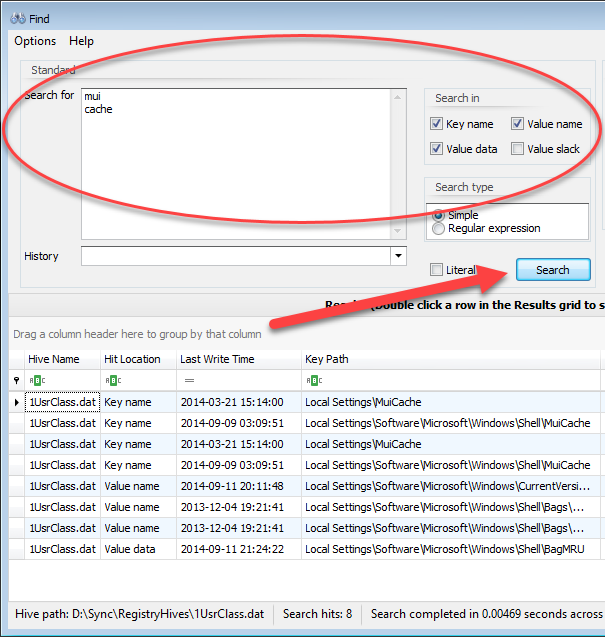 Find
Options Help
Standard
Search for
mui
cache
Search in
Key name Value name
Value data Value slack
Search type
Simple
Regular expression
History
Literal
Search
(Double click a row in the Results grid to s
Drag a column header here to group by that column
Hive Name Hit Location Last Write Time Key Path
ABC ABC = ABC
1UsrClass.dat Key name 2014-03-21 15:14:00 Local Settings\MuiCache
1UsrClass.dat Key name 2014-09-09 03:09:51 Local Settings\Software\Microsoft\Windows\Shell\MuiCache
1UsrClass.dat Key name 2014-03-21 15:14:00 Local Settings\MuiCache
1UsrClass.dat Key name 2014-09-09 03:09:51 Local Settings\Software\Microsoft\Windows\Shell\MuiCache
1UsrClass.dat Value name 2014-09-11 20:11:48 Local Settings\Software\Microsoft\Windows\CurrentVersi...
1UsrClass.dat Value name 2013-12-04 19:21:41 Local Settings\Software\Microsoft\Windows\Shell\Bags\...
1UsrClass.dat Value name 2013-12-04 19:21:41 Local Settings\Software\Microsoft\Windows\Shell\Bags\...
1UsrClass.dat Value data 2014-09-11 21:24:22 Local Settings\Software\Microsoft\Windows\Shell\BagMRU
Hive path: D:\Sync\RegistryHives\1UsrClass.dat Search hits: 8 Search completed in 0.00469 seconds across